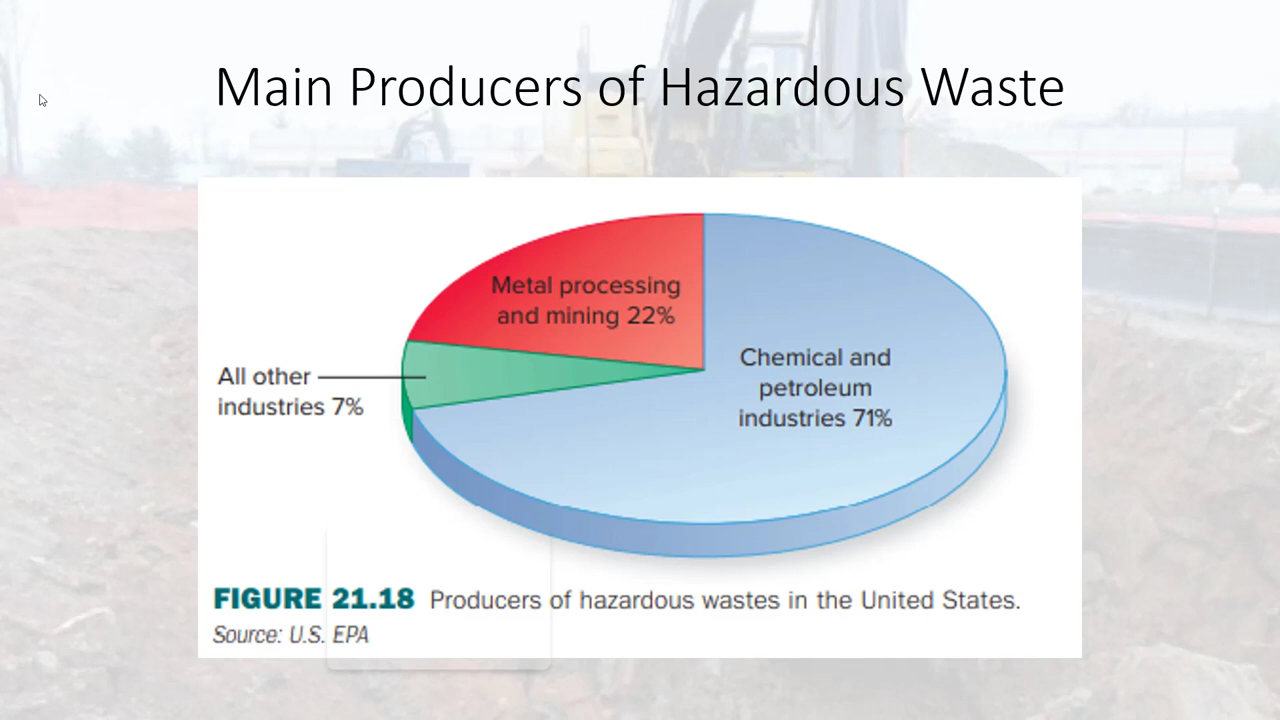 Main Producers of Hazardous Waste
Metal processing
and mining 22%
All other
industries 7%
Chemical and
petroleum
industries 71%
FIGURE 21.18 Producers of hazardous wastes in the United States.
Source: U.S. EPA